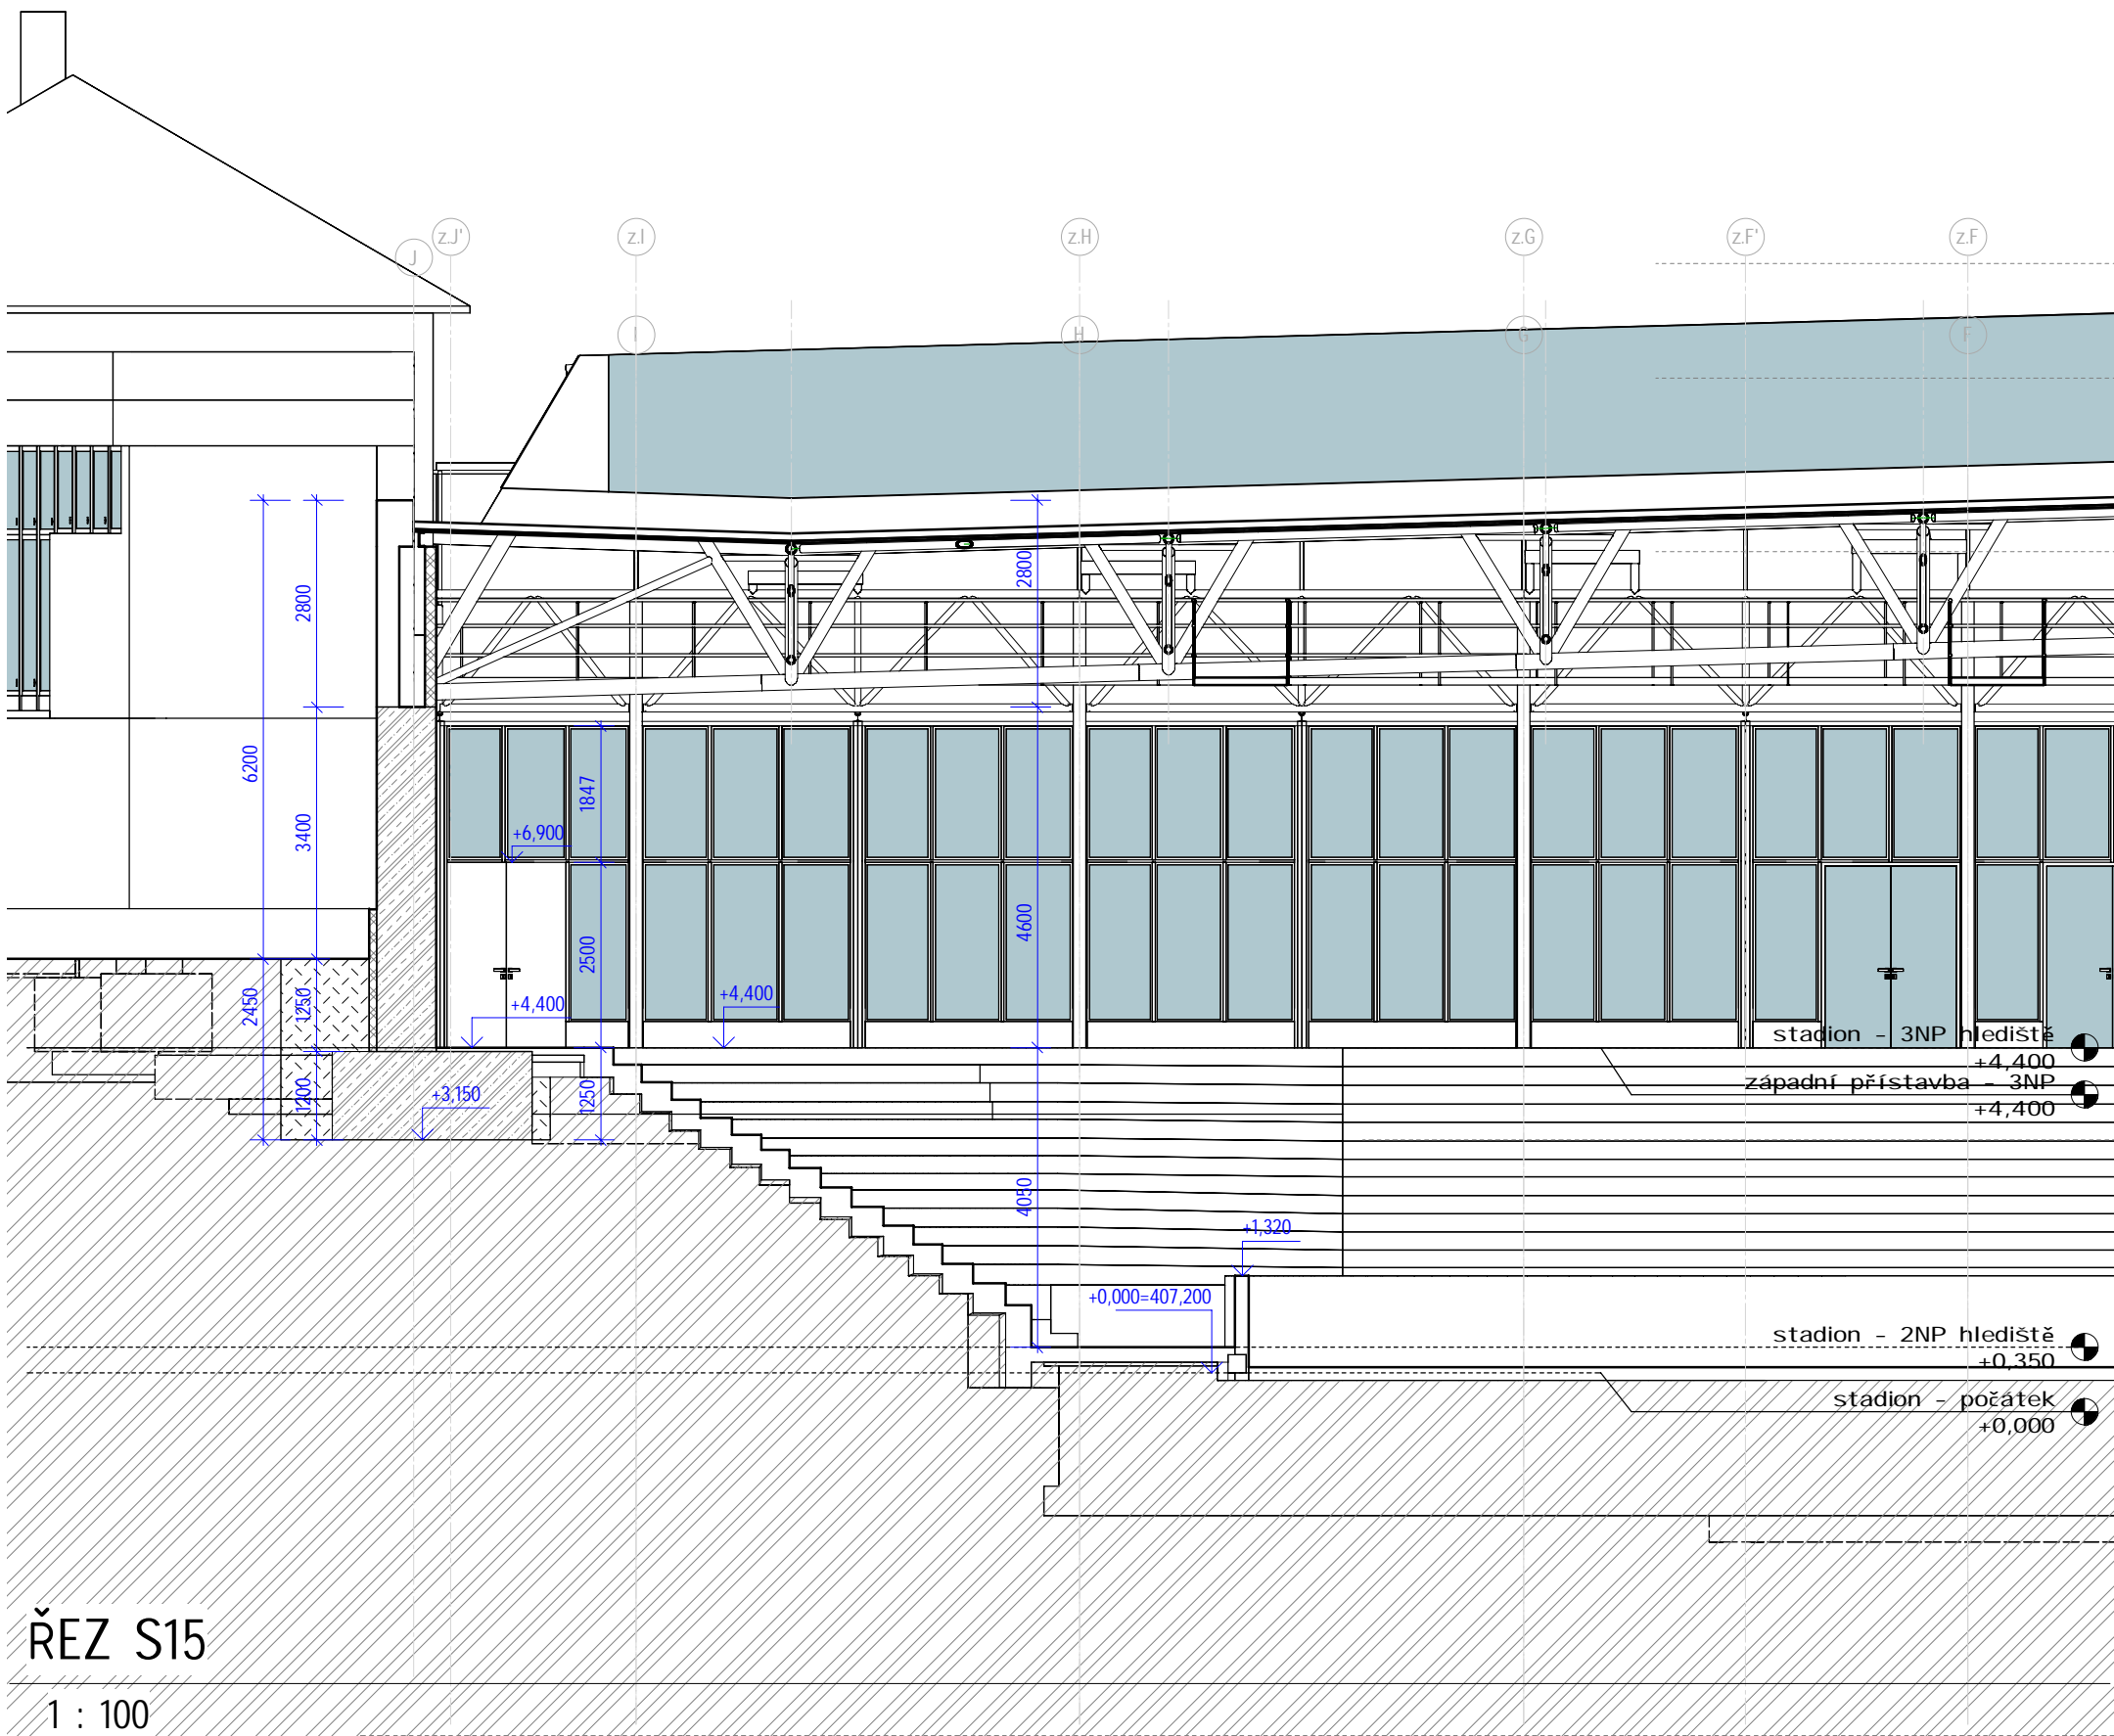 z.J'
z.I
z.H
z.G
z.F'
z.F
J
I
H
G
F
2800
2800
6200
1847
3400
+6,900
4600
2500
2450
1250
+4,400
+4,400
stadion - 3NP hlediště
+4,400
západní přístavba - 3NP
+4,400
1200
+3,150
1250
4050
+1,320
+0,000=407,200
stadion - 2NP hlediště
+0,350
stadion - počátek
+0,000
ŘEZ S15
1 : 100